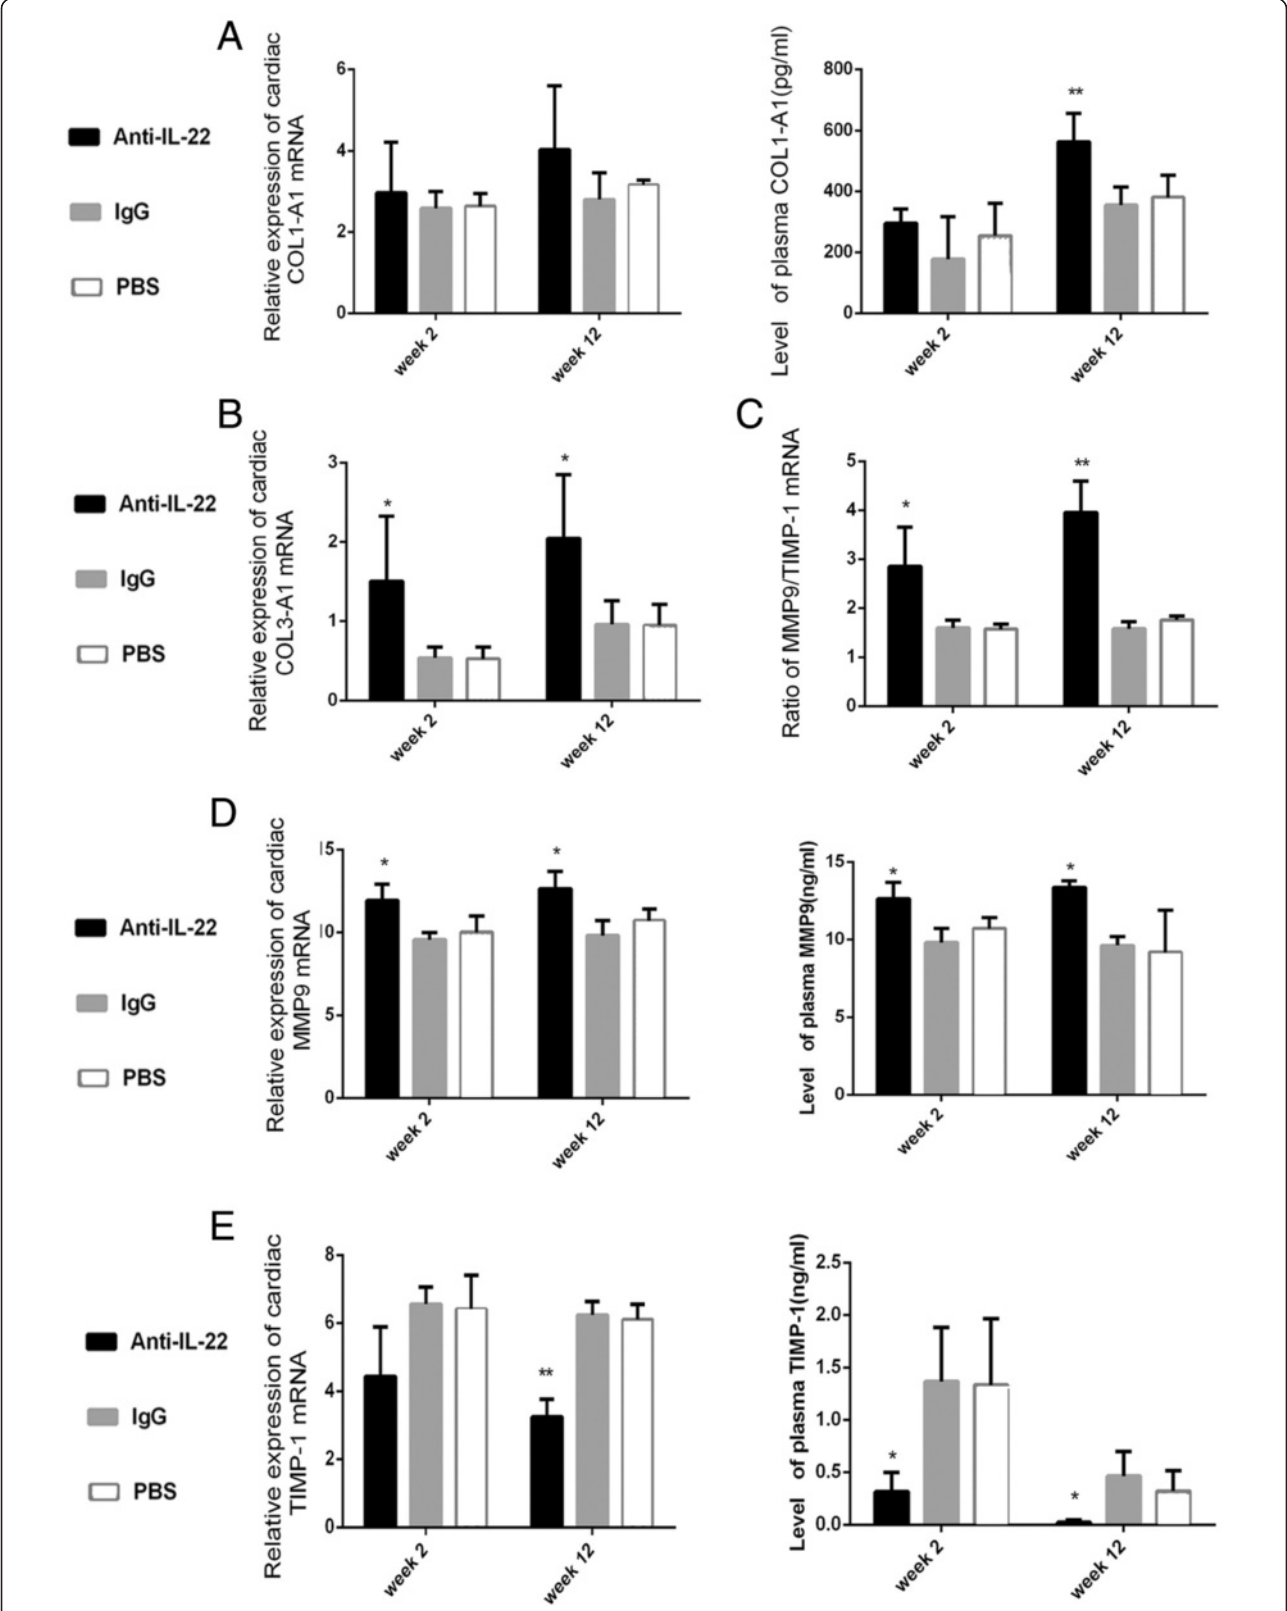 A
Anti-IL-22
IgG
PBS
Relative expression of cardiac
COL1-A1 mRNA
6
4
2
0
week 2
week 12
Level of plasma COL1-A1(pg/ml)
800
600
400
200
0
**
week 2
week 12
B
Anti-IL-22
IgG
PBS
Relative expression of cardiac
COL3-A1 mRNA
3
2
1
0
*
*
week 2
week 12
C
Ratio of MMP9/TIMP-1 mRNA
5
4
3
2
1
0
*
**
week 2
week 12
D
Anti-IL-22
IgG
PBS
Relative expression of cardiac
MMP9 mRNA
15
10
5
0
*
*
week 2
week 12
Level of plasma MMP9(ng/ml)
15
10
5
0
*
*
week 2
week 12
E
Anti-IL-22
IgG
PBS
Relative expression of cardiac
TIMP-1 mRNA
8
6
4
2
0
**
week 2
week 12
Level of plasma TIMP-1(ng/ml)
2.5
2.0
1.5
1.0
0.5
0.0
*
*
week 2
week 12